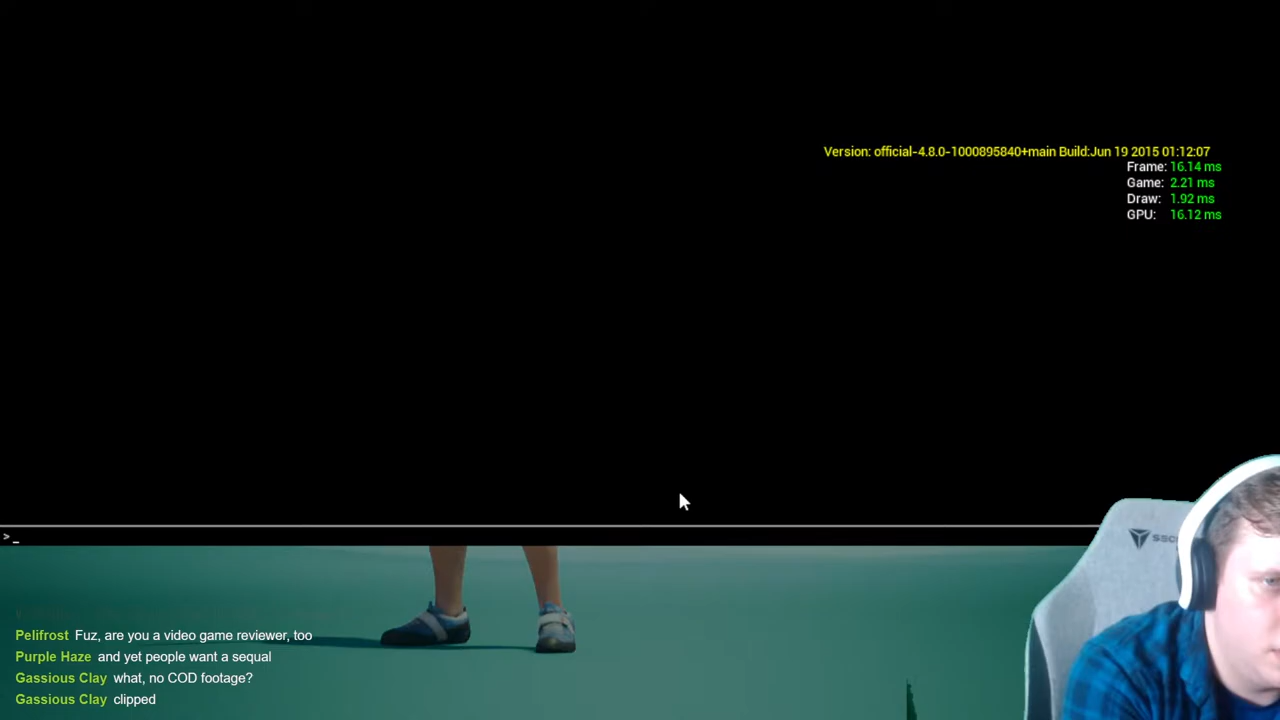 Version: official-4.8.0-1000895840+main Build:Jun 19 2015 01:12:07
Frame: 16.14 ms
Game: 2.21 ms
Draw: 1.92 ms
GPU: 16.12 ms
>_
Pelifrost Fuz, are you a video game reviewer, too
Purple Haze and yet people want a sequal
Gassious Clay what, no COD footage?
Gassious Clay clipped